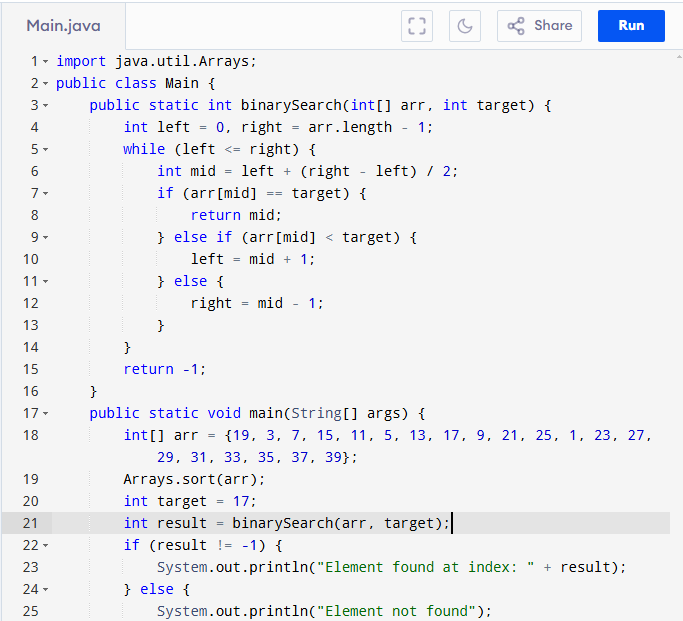 Main.java
Share
Run
1 import java.util.Arrays;
2 public class Main {
3     public static int binarySearch(int[] arr, int target) {
4         int left = 0, right = arr.length - 1;
5         while (left <= right) {
6             int mid = left + (right - left) / 2;
7             if (arr[mid] == target) {
8                 return mid;
9             } else if (arr[mid] < target) {
10                 left = mid + 1;
11             } else {
12                 right = mid - 1;
13             }
14         }
15         return -1;
16     }
17     public static void main(String[] args) {
18         int[] arr = {19, 3, 7, 15, 11, 5, 13, 17, 9, 21, 25, 1, 23, 27,
            29, 31, 33, 35, 37, 39};
19         Arrays.sort(arr);
20         int target = 17;
21         int result = binarySearch(arr, target);
22         if (result != -1) {
23             System.out.println("Element found at index: " + result);
24         } else {
25             System.out.println("Element not found");